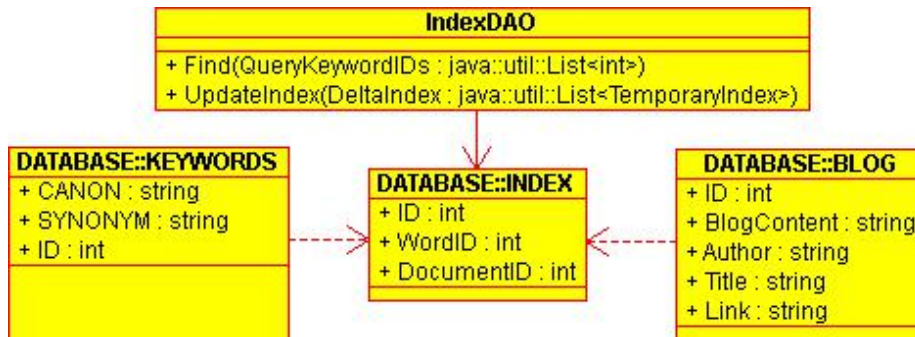 IndexDAO
+ Find(QueryKeywordIDs : java::util::List<int>)
+ UpdateIndex(DeltaIndex : java::util::List<TemporaryIndex>)
DATABASE::KEYWORDS
+ CANON : string
+ SYNONYM : string
+ ID : int
DATABASE::INDEX
+ ID : int
+ WordID : int
+ DocumentID : int
DATABASE::BLOG
+ ID : int
+ BlogContent : string
+ Author : string
+ Title : string
+ Link : string